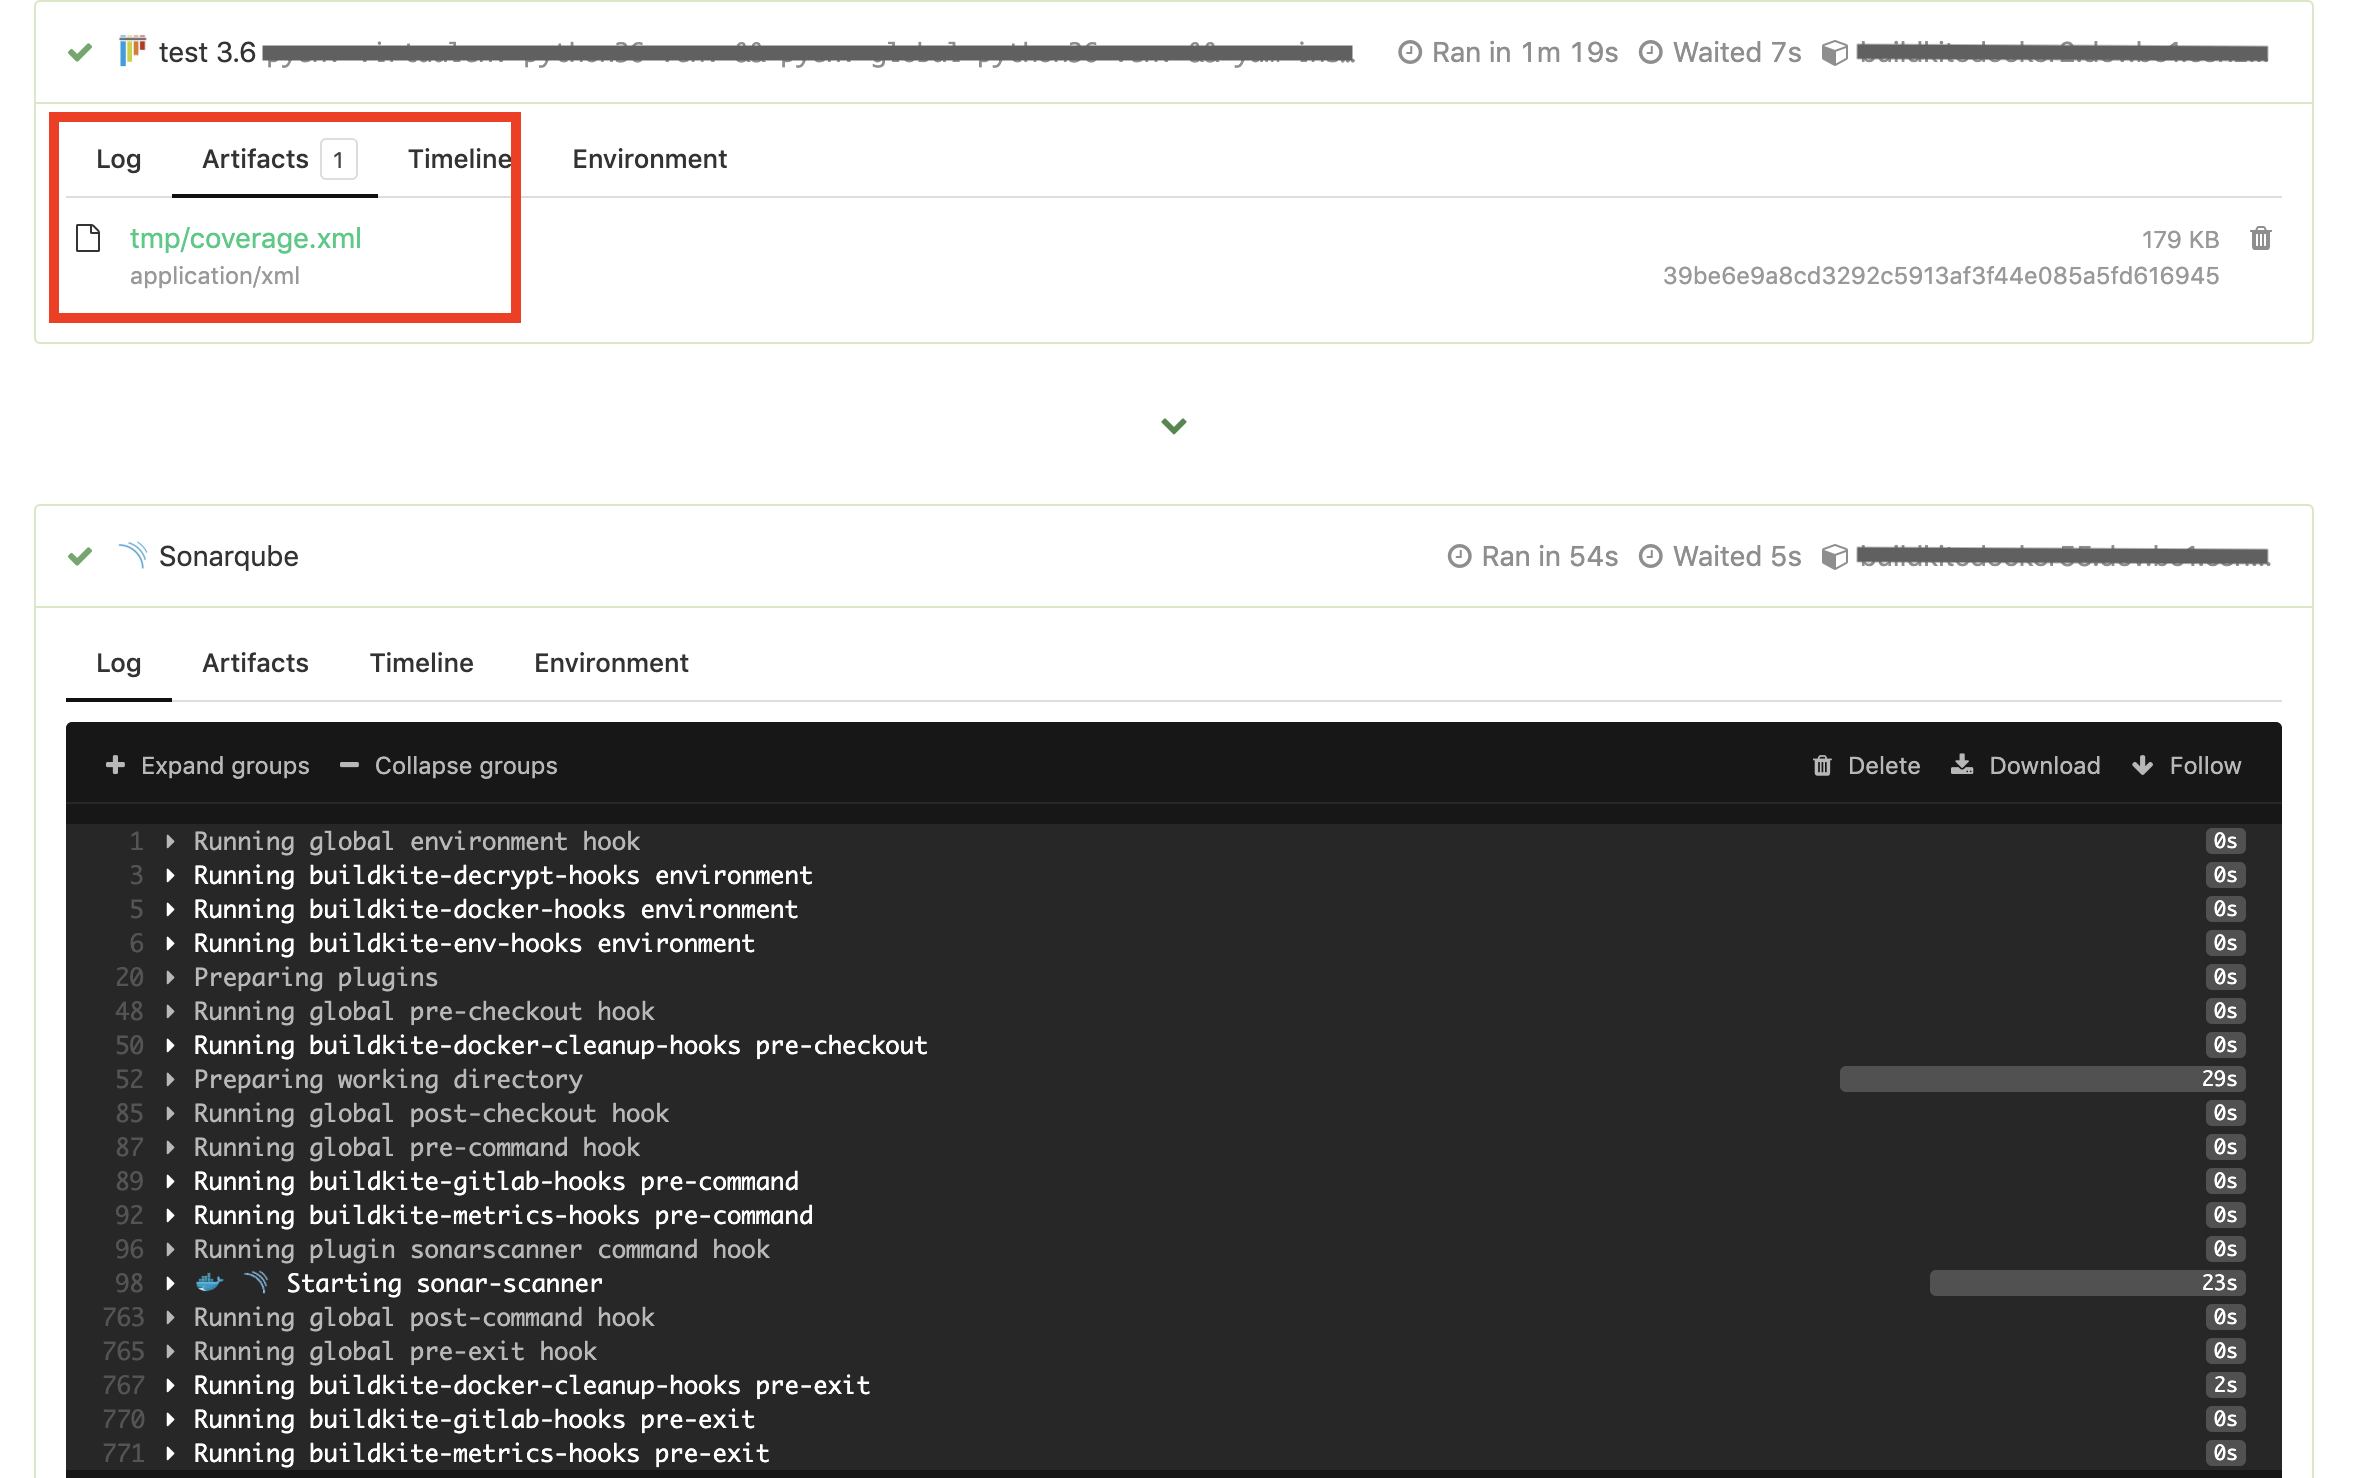 test 3.6 Ran in 1m 19s Waited 7s
Log Artifacts 1 Timeline Environment
tmp/coverage.xml 179 KB
application/xml 39be6e9a8cd3292c5913af3f44e085a5fd616945
Sonarqube Ran in 54s Waited 5s
Log Artifacts Timeline Environment
Expand groups Collapse groups Delete Download Follow
1 Running global environment hook 0s
3 Running buildkite-decrypt-hooks environment 0s
5 Running buildkite-docker-hooks environment 0s
6 Running buildkite-env-hooks environment 0s
20 Preparing plugins 0s
48 Running global pre-checkout hook 0s
50 Running buildkite-docker-cleanup-hooks pre-checkout 0s
52 Preparing working directory 29s
85 Running global post-checkout hook 0s
87 Running global pre-command hook 0s
89 Running buildkite-gitlab-hooks pre-command 0s
92 Running buildkite-metrics-hooks pre-command 0s
96 Running plugin sonarscanner command hook 0s
98 Starting sonar-scanner 23s
763 Running global post-command hook 0s
765 Running global pre-exit hook 0s
767 Running buildkite-docker-cleanup-hooks pre-exit 2s
770 Running buildkite-gitlab-hooks pre-exit 0s
771 Running buildkite-metrics-hooks pre-exit 0s